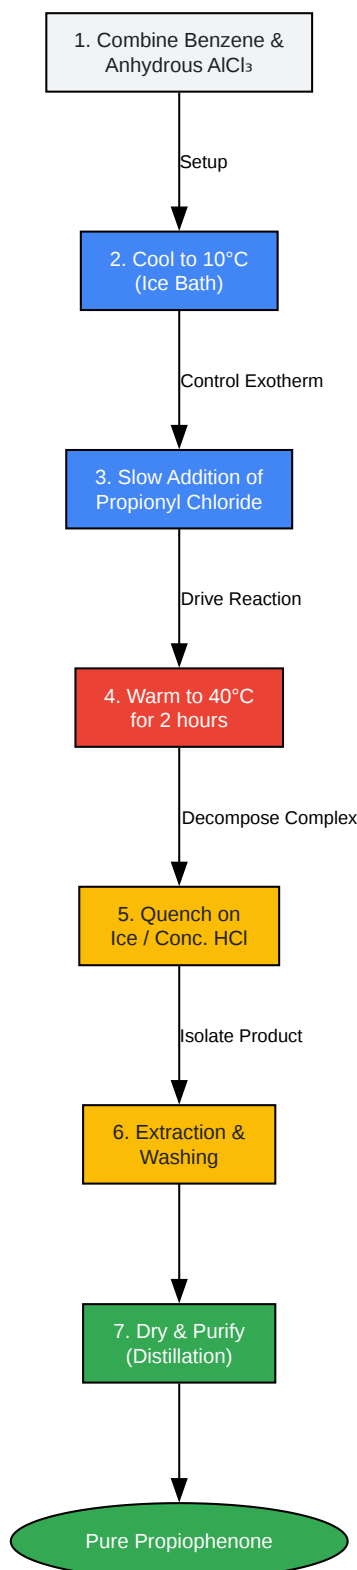 1. Combine Benzene &
Anhydrous AlCl₃
Setup
2. Cool to 10°C
(Ice Bath)
Control Exotherm
3. Slow Addition of
Propionyl Chloride
Drive Reaction
4. Warm to 40°C
for 2 hours
Decompose Complex
5. Quench on
Ice / Conc. HCl
Isolate Product
6. Extraction &
Washing
7. Dry & Purify
(Distillation)
Pure Propiophenone